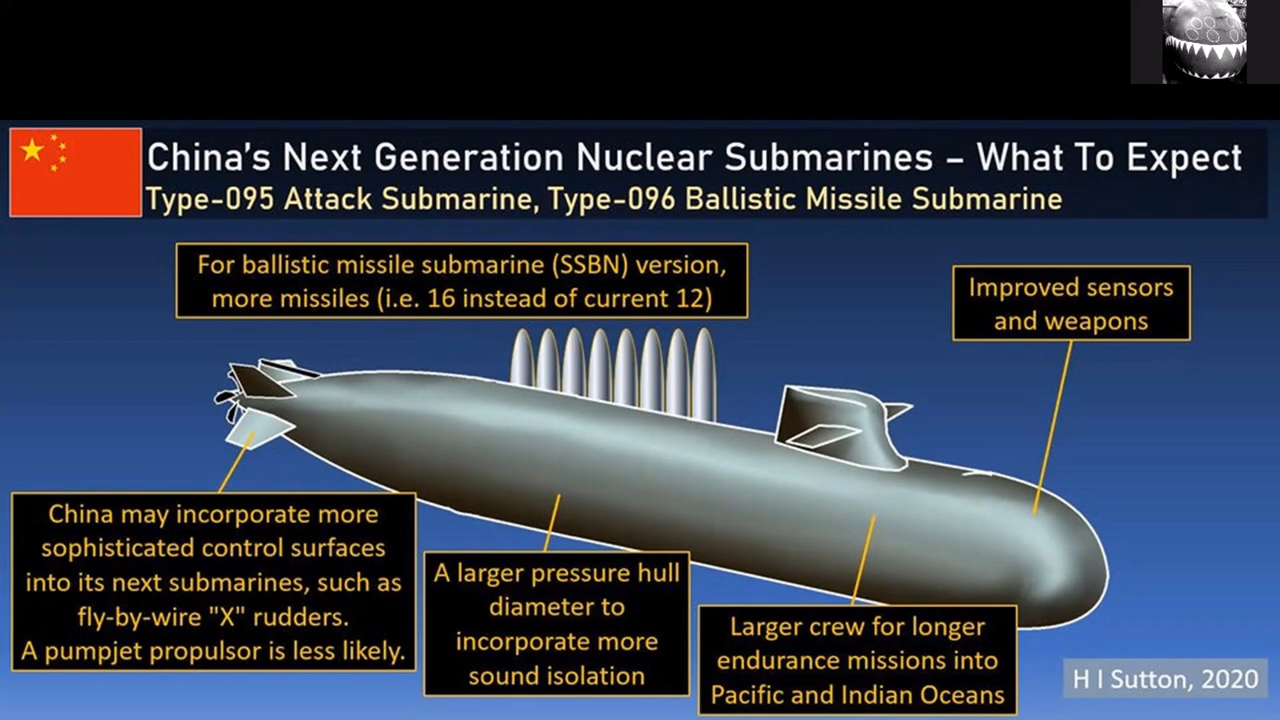 China's Next Generation Nuclear Submarines – What To Expect
Type-095 Attack Submarine, Type-096 Ballistic Missile Submarine
For ballistic missile submarine (SSBN) version,
more missiles (i.e. 16 instead of current 12)
Improved sensors
and weapons
China may incorporate more
sophisticated control surfaces
into its next submarines, such as
fly-by-wire "X" rudders.
A pumpjet propulsor is less likely.
A larger pressure hull
diameter to
incorporate more
sound isolation
Larger crew for longer
endurance missions into
Pacific and Indian Oceans
H I Sutton, 2020